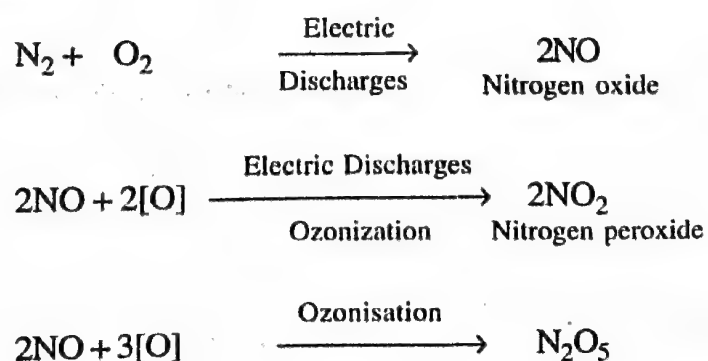 N₂ + O₂ Electric Discharges → 2NO
Nitrogen oxide
2NO + 2[O] Electric Discharges Ozonization → 2NO₂
Nitrogen peroxide
2NO + 3[O] Ozonisation → N₂O₅